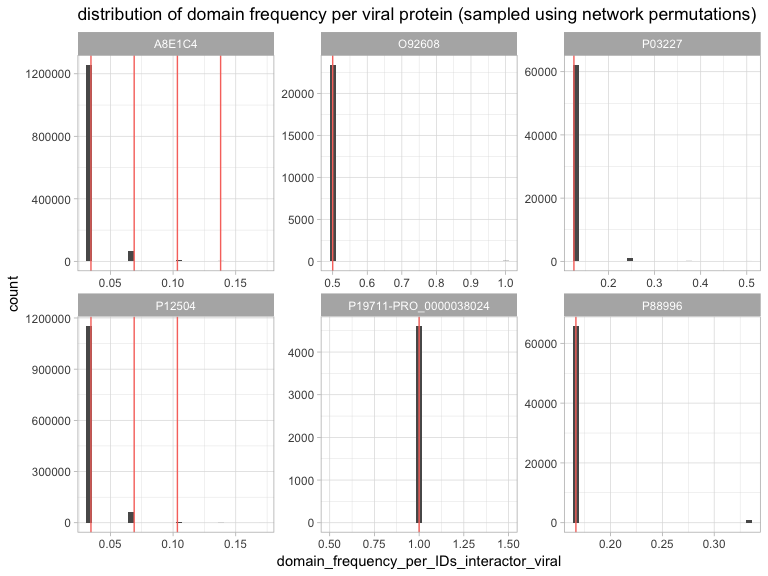 distribution of domain frequency per viral protein (sampled using network permutations)
A8E1C4
O92608
P03227
1200000
800000
400000
0
20000
15000
10000
5000
0
60000
40000
20000
0
0.05 0.10 0.15
0.5 0.6 0.7 0.8 0.9 1.0
0.2 0.3 0.4 0.5
count
P12504
P19711-PRO_0000038024
P88996
1200000
900000
600000
300000
0
4000
3000
2000
1000
0
60000
40000
20000
0
0.05 0.10 0.15
0.50 0.75 1.00 1.25 1.50
0.20 0.25 0.30
domain_frequency_per_IDs_interactor_viral